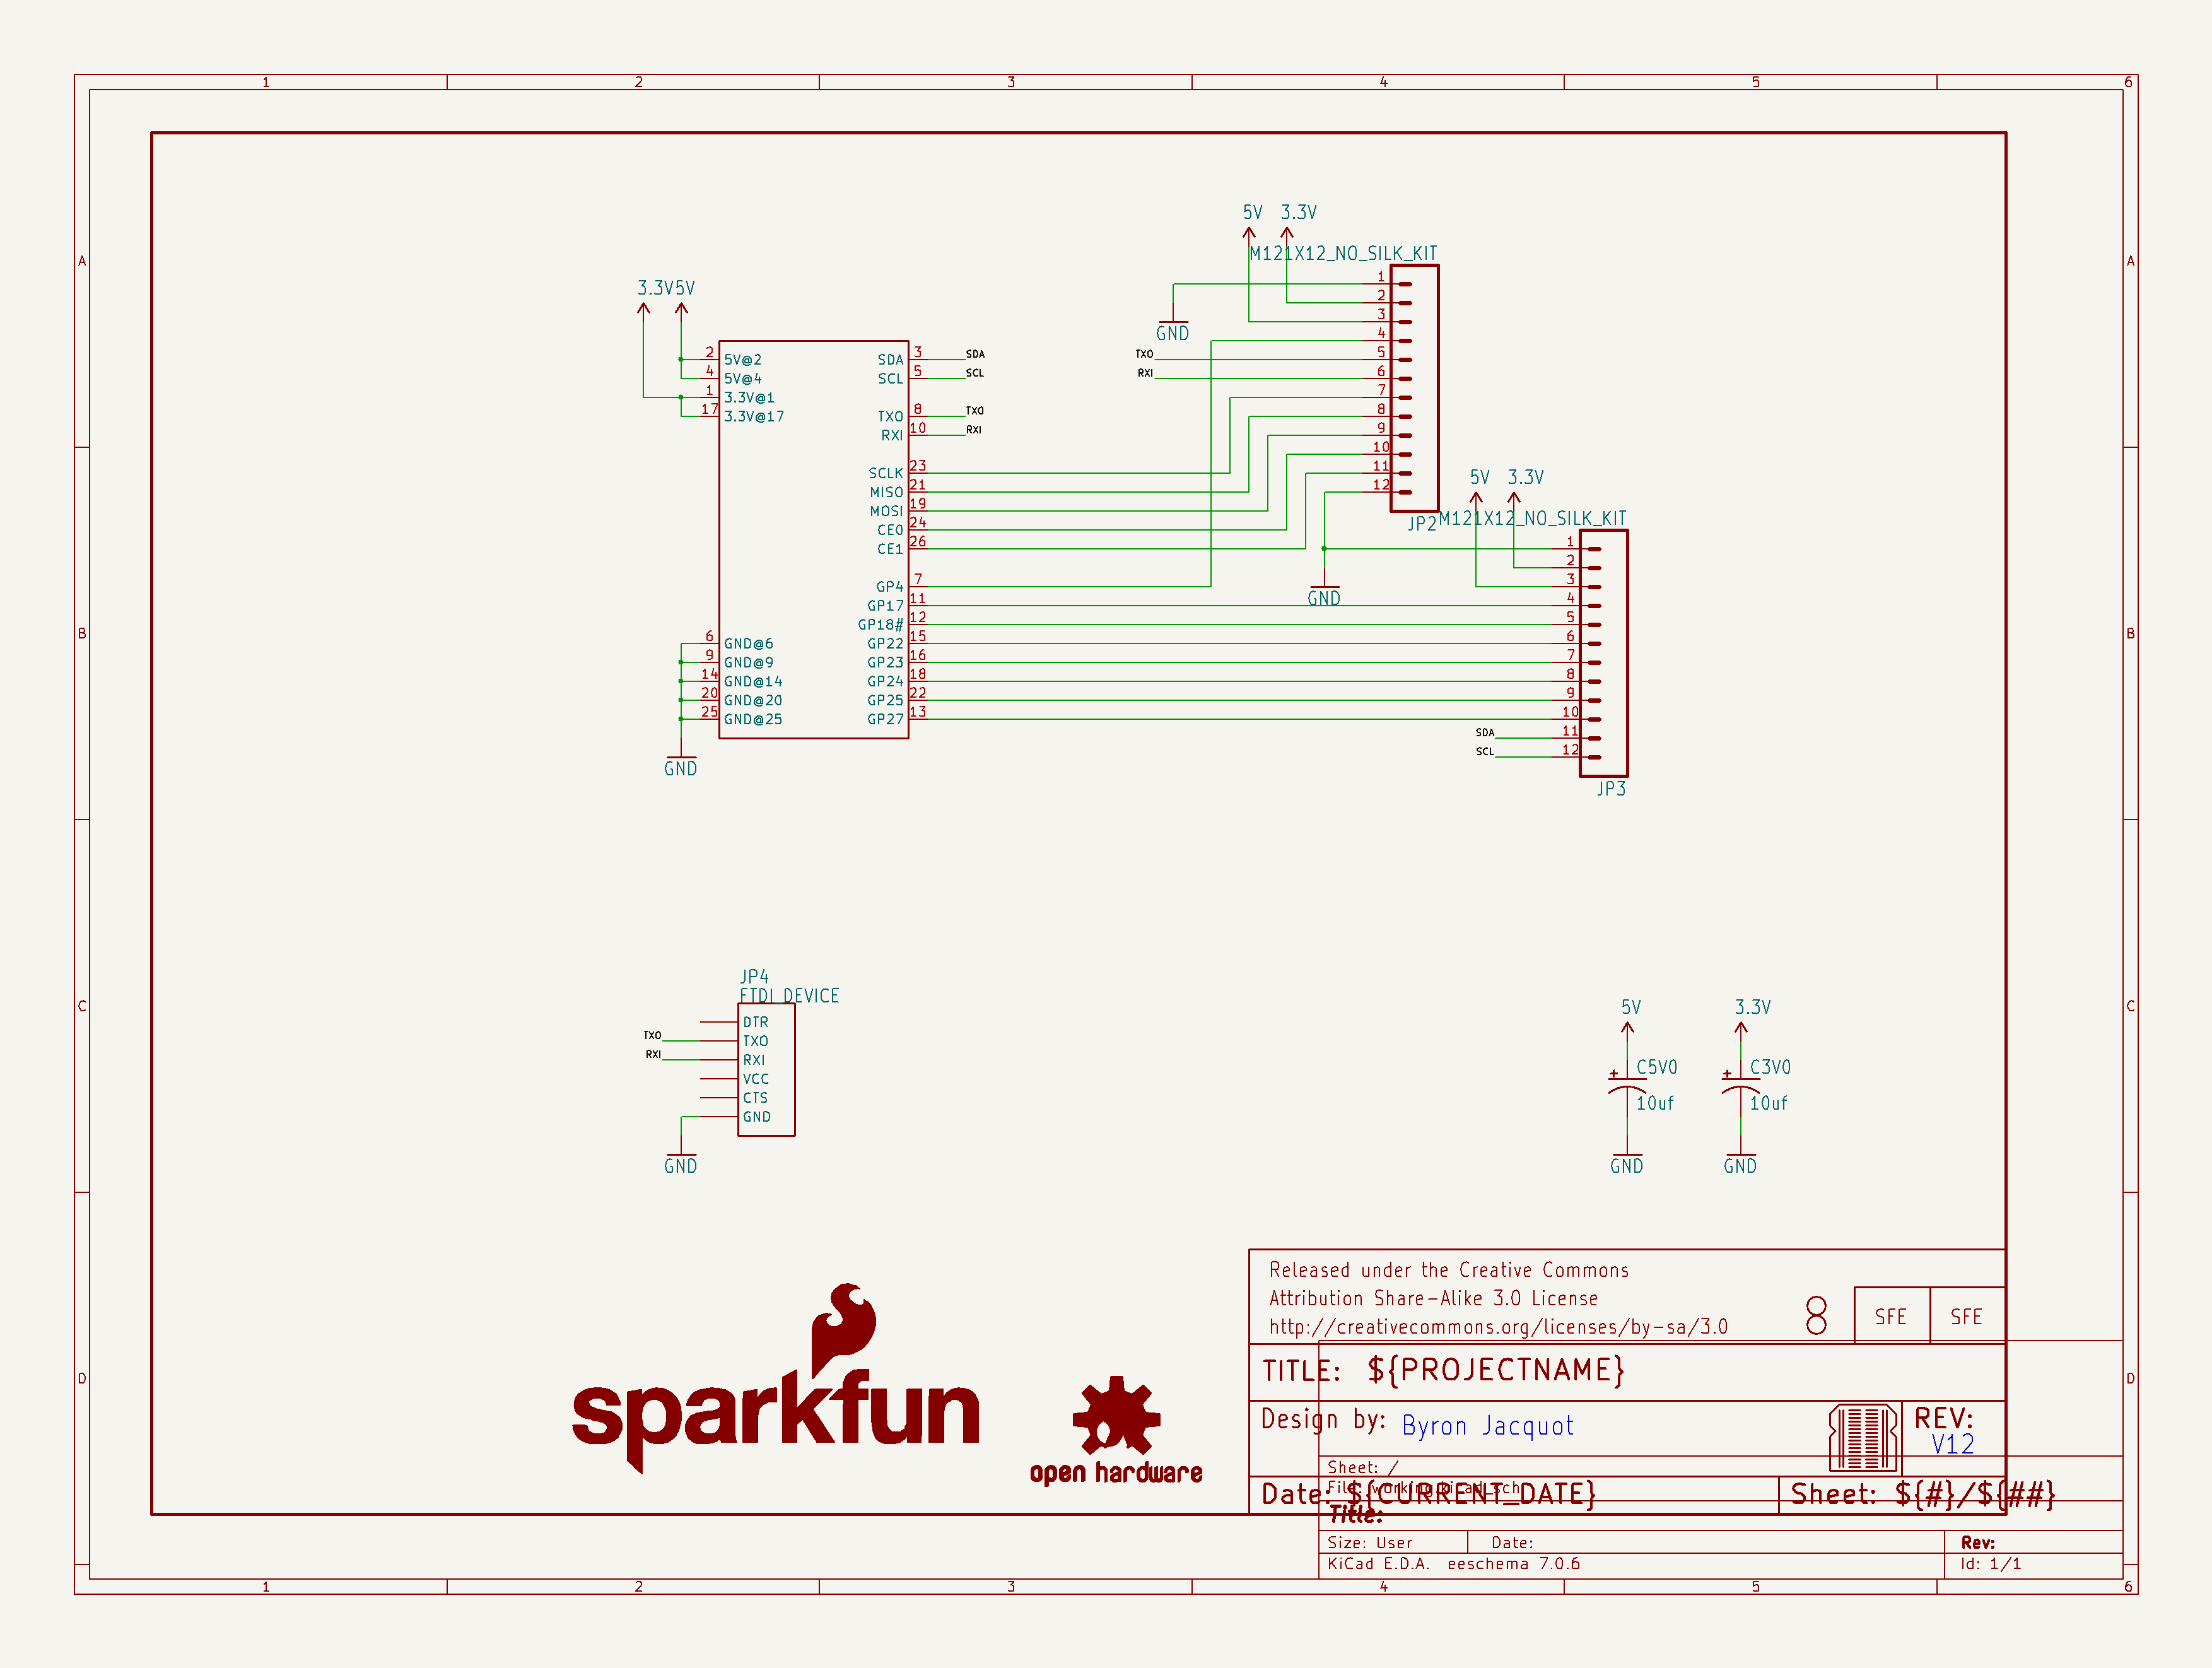 1 2 3 4 5 6
A A
B B
C C
D D
5V 3.3V
M121X12_NO_SILK_KIT
1
2
3
4
5
6
7
8
9
10
11
12
GND
TXO
RXI
JP2
3.3V 5V
2 5V@2
4 5V@4
1 3.3V@1
17 3.3V@17
6 GND@6
9 GND@9
14 GND@14
20 GND@20
25 GND@25
GND
SDA 3 SDA
SCL 5 SCL
TXO 8 TXO
RXI 10 RXI
SCLK 23
MISO 21
MOSI 19
CE0 24
CE1 26
GP4 7
GP17 11
GP18# 12
GP22 15
GP23 16
GP24 18
GP25 22
GP27 13
5V 3.3V
M121X12_NO_SILK_KIT
GND
1
2
3
4
5
6
7
8
9
10
SDA 11
SCL 12
JP3
JP4
FTDI_DEVICE
DTR
TXO TXO
RXI RXI
VCC
CTS
GND
GND
5V 3.3V
+ C5V0 + C3V0
10uf 10uf
GND GND
sparkfun
open hardware
Released under the Creative Commons
Attribution Share-Alike 3.0 License
http://creativecommons.org/licenses/by-sa/3.0
8 SFE SFE
TITLE: ${PROJECTNAME}
Design by: Byron Jacquot
REV:
V12
Sheet: /
File: working.kicad_sch
Date: ${CURRENT_DATE}
Sheet: ${#}/${##}
Title:
Size: User Date: Rev:
KiCad E.D.A. eeschema 7.0.6 Id: 1/1
1 2 3 4 5 6